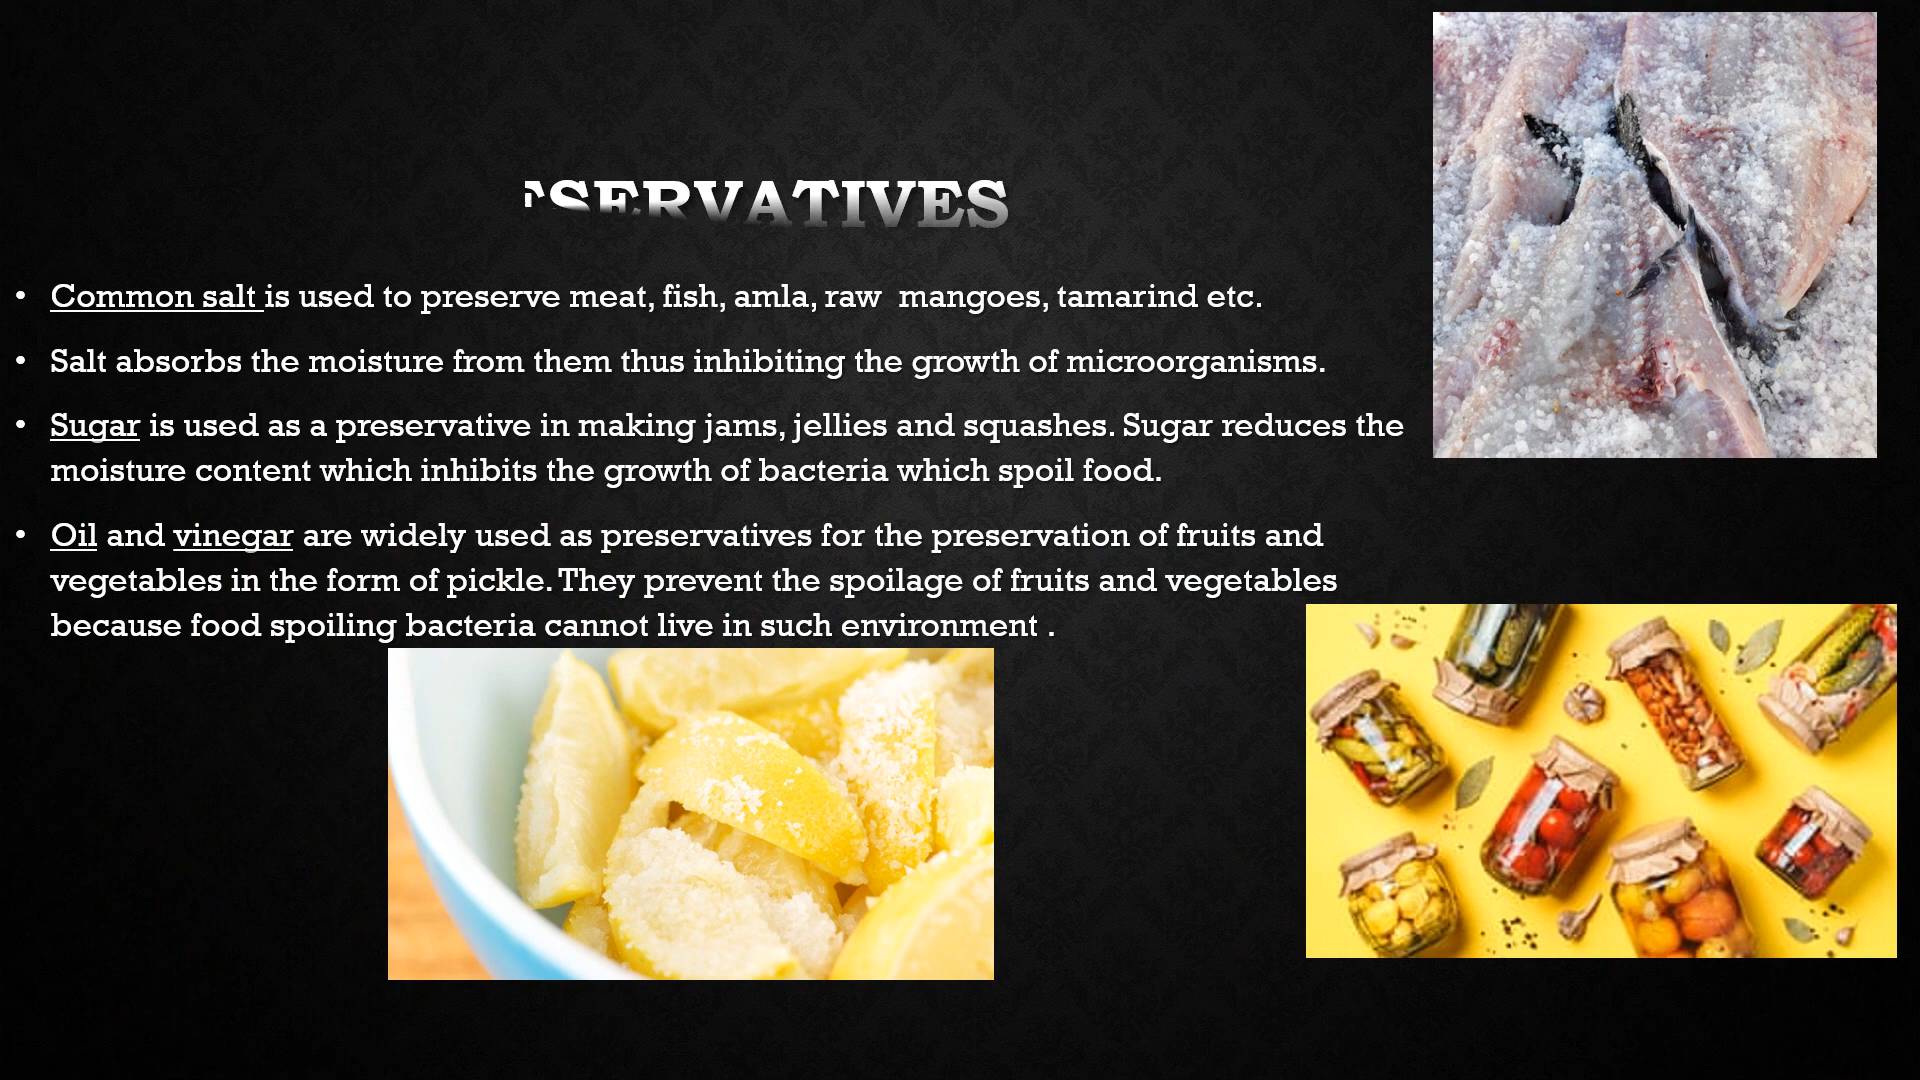 SERVATIVES
• Common salt is used to preserve meat, fish, amla, raw  mangoes, tamarind etc.
• Salt absorbs the moisture from them thus inhibiting the growth of microorganisms.
• Sugar is used as a preservative in making jams, jellies and squashes. Sugar reduces the
moisture content which inhibits the growth of bacteria which spoil food.
• Oil and vinegar are widely used as preservatives for the preservation of fruits and
vegetables in the form of pickle. They prevent the spoilage of fruits and vegetables
because food spoiling bacteria cannot live in such environment .